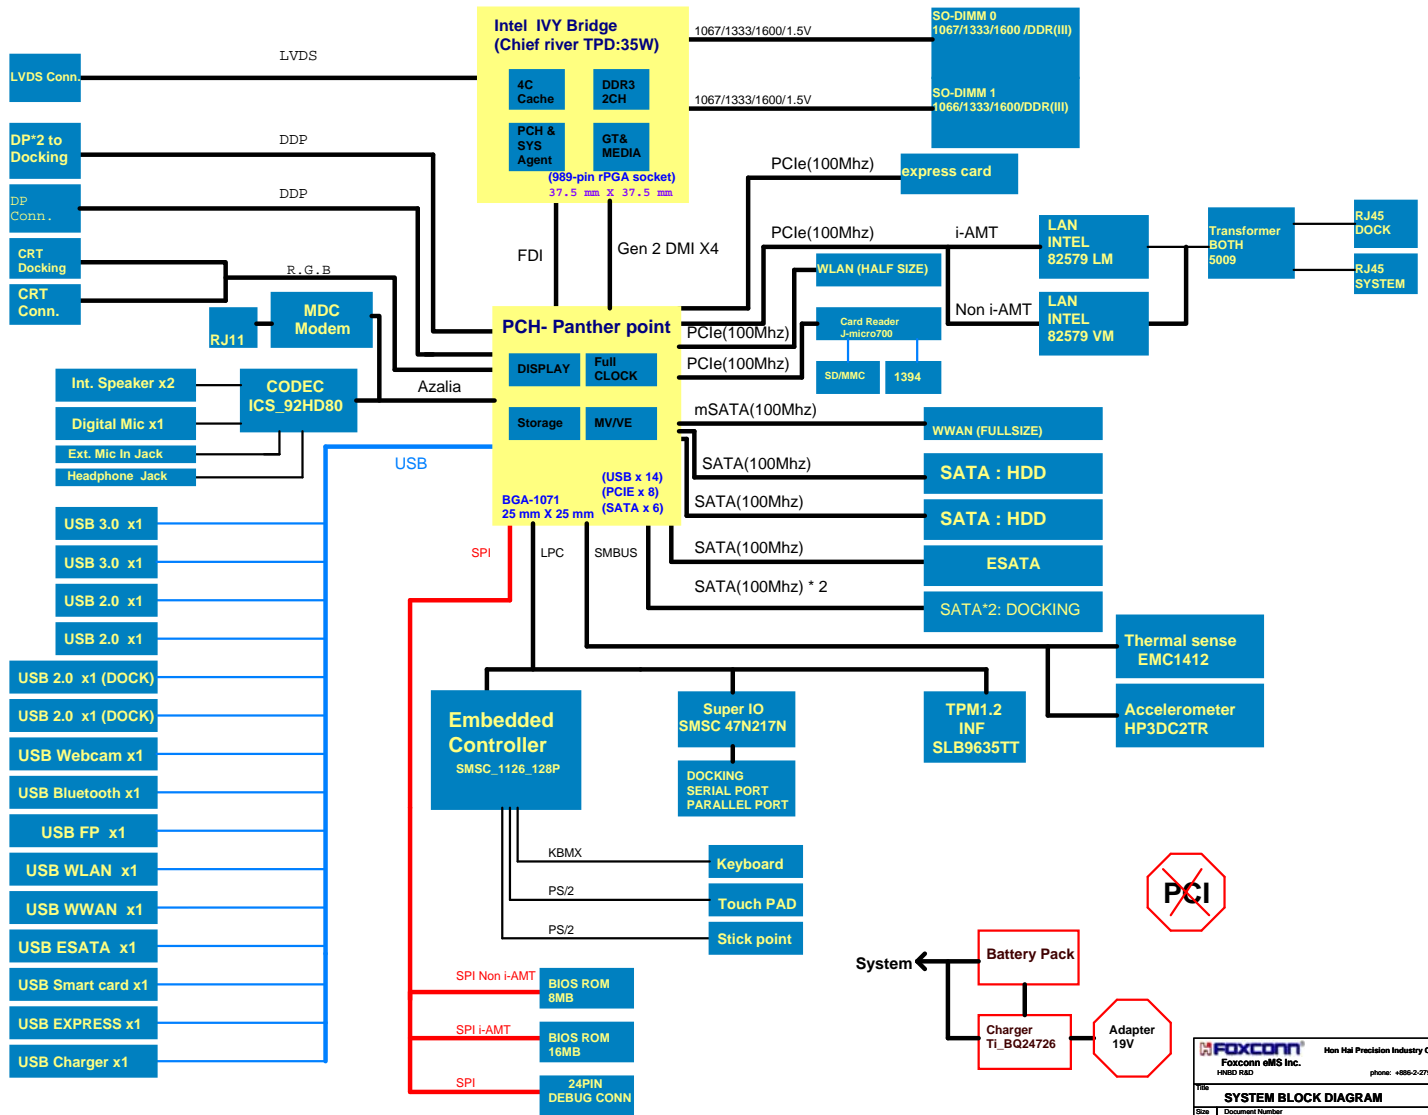 Intel IVY Bridge
(Chief river TPD:35W)
4C
Cache
DDR3
2CH
PCH &
SYS
Agent
GT&
MEDIA
(989-pin rPGA socket)
37.5 mm X 37.5 mm
1067/1333/1600/1.5V
1067/1333/1600/1.5V
SO-DIMM 0
1067/1333/1600 /DDR(III)
SO-DIMM 1
1066/1333/1600/DDR(III)
LVDS Conn.
LVDS
DP*2 to
Docking
DDP
DP
Conn.
DDP
CRT
Docking
CRT
Conn.
R.G.B
FDI
Gen 2 DMI X4
PCIe(100Mhz)
express card
PCIe(100Mhz)
i-AMT
LAN
INTEL
82579 LM
Non i-AMT
LAN
INTEL
82579 VM
Transformer
BOTH
5009
RJ45
DOCK
RJ45
SYSTEM
WLAN (HALF SIZE)
PCIe(100Mhz)
Card Reader
J-micro700
PCIe(100Mhz)
SD/MMC
1394
RJ11
MDC
Modem
PCH- Panther point
DISPLAY
Full
CLOCK
Storage
MV/VE
(USB x 14)
(PCIE x 8)
(SATA x 6)
BGA-1071
25 mm X 25 mm
Int. Speaker x2
Digital Mic x1
Ext. Mic In Jack
Headphone Jack
CODEC
ICS_92HD80
Azalia
USB
mSATA(100Mhz)
WWAN (FULLSIZE)
SATA(100Mhz)
SATA : HDD
SATA(100Mhz)
SATA : HDD
SATA(100Mhz)
ESATA
SATA(100Mhz) * 2
SATA*2: DOCKING
SPI
LPC
SMBUS
USB 3.0 x1
USB 3.0 x1
USB 2.0 x1
USB 2.0 x1
USB 2.0 x1 (DOCK)
USB 2.0 x1 (DOCK)
USB Webcam x1
USB Bluetooth x1
USB FP x1
USB WLAN x1
USB WWAN x1
USB ESATA x1
USB Smart card x1
USB EXPRESS x1
USB Charger x1
Thermal sense
EMC1412
Accelerometer
HP3DC2TR
Embedded
Controller
SMSC_1126_128P
Super IO
SMSC 47N217N
DOCKING
SERIAL PORT
PARALLEL PORT
TPM1.2
INF
SLB9635TT
KBMX
Keyboard
PS/2
Touch PAD
PS/2
Stick point
SPI Non i-AMT
BIOS ROM
8MB
SPI i-AMT
BIOS ROM
16MB
SPI
24PIN
DEBUG CONN
PCI
System
Battery Pack
Charger
Ti_BQ24726
Adapter
19V
FOXCONN
Foxconn eMS Inc.
HNBD R&D
Hon Hai Precision Industry
phone: +886-2-279
Title
SYSTEM BLOCK DIAGRAM
Size
Document Number